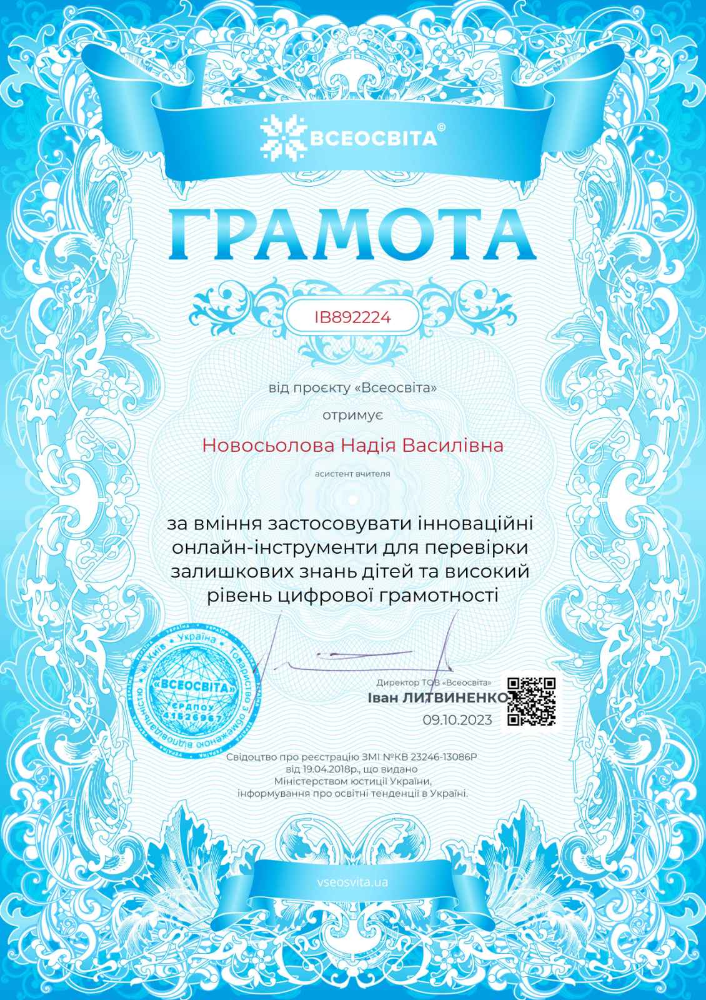 ВСЕОСВІТА©
ГРАМОТА
ІВ892224
від проєкту «Всеосвіта»
отримує
Новосьолова Надія Василівна
асистент вчителя
за вміння застосовувати інноваційні
онлайн-інструменти для перевірки
залишкових знань дітей та високий
рівень цифрової грамотності
Україна • Товариство з обмеженою відповідальністю • м. Київ •
«ВСЕОСВІТА»
ЄРДПОУ
41526967
Директор ТОВ «Всеосвіта»
Іван ЛИТВИНЕНКО
09.10.2023
Свідоцтво про реєстрацію ЗМІ №КВ 23246-13086Р
від 19.04.2018р., що видано
Міністерством юстиції України,
інформування про освітні тенденції в Україні.
vseosvita.ua